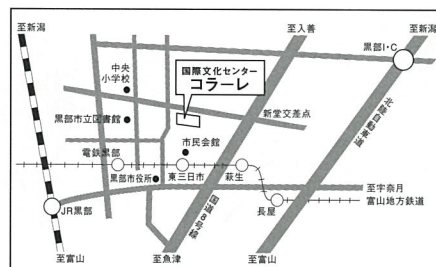 至新潟
至入善
至新潟
黒部I・C
中央
小学校
国際文化センター
コラーレ
黒部市立図書館
新堂交差点
北陸自動車道
市民会館
電鉄黒部
黒部市役所
東三日市
萩生
国道8号線
至宇奈月
富山地方鉄道
長屋
JR黒部
至富山
至魚津
至富山